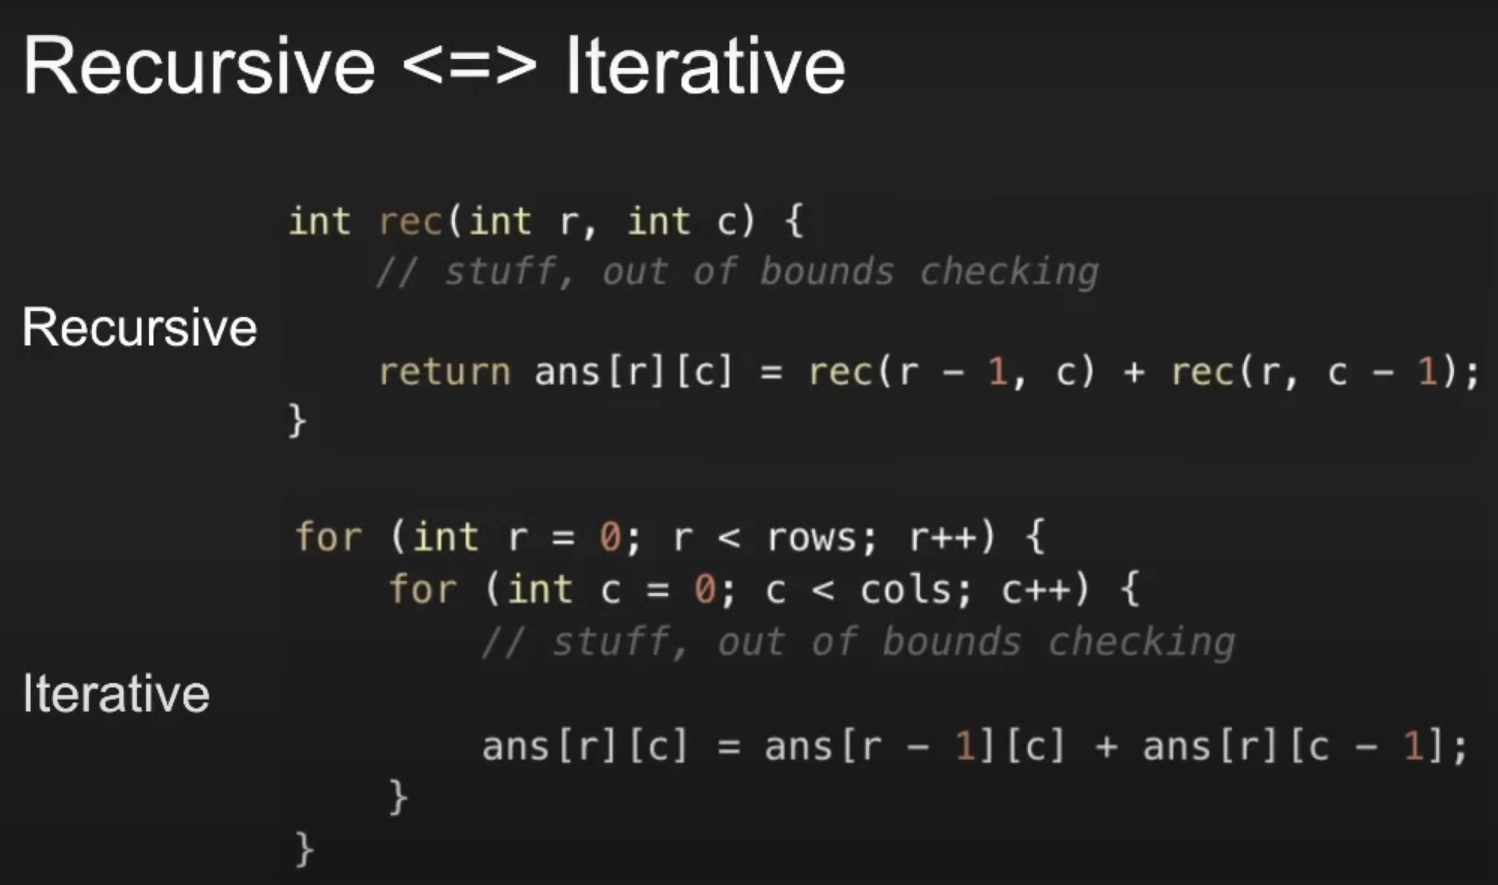 Recursive <=> Iterative
Recursive
int rec(int r, int c) {
    // stuff, out of bounds checking
    return ans[r][c] = rec(r - 1, c) + rec(r, c - 1);
}
Iterative
for (int r = 0; r < rows; r++) {
    for (int c = 0; c < cols; c++) {
        // stuff, out of bounds checking
        ans[r][c] = ans[r - 1][c] + ans[r][c - 1];
    }
}